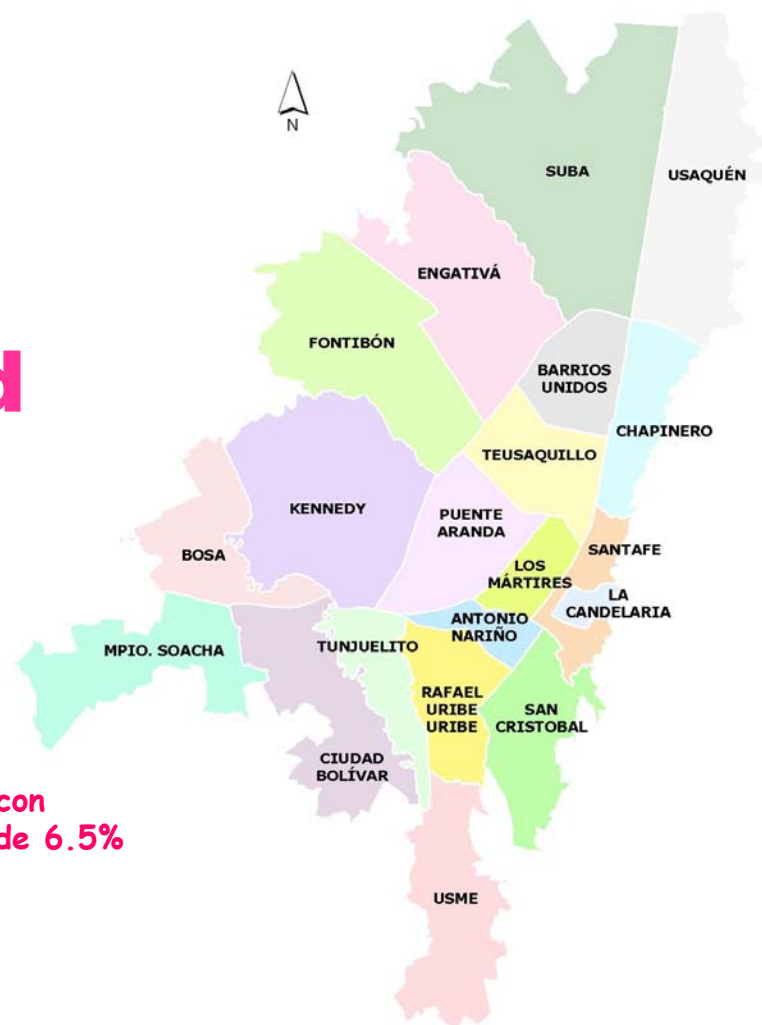 N
SUBA
USAQUÉN
ENGATIVÁ
FONTIBÓN
BARRIOS
UNIDOS
CHAPINERO
TEUSAQUILLO
KENNEDY
PUENTE
ARANDA
BOSA
SANTAFE
LOS
MÁRTIRES
LA
CANDELARIA
ANTONIO
NARIÑO
MPIO. SOACHA
TUNJUELITO
RAFAEL
URIBE
URIBE
SAN
CRISTOBAL
CIUDAD
BOLÍVAR
con
de 6.5%
USME